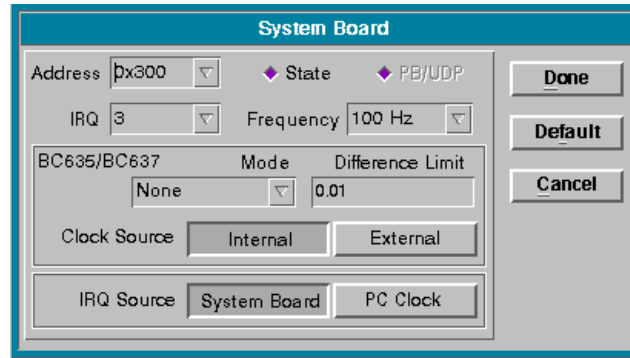 System Board
Address 0x300 State PB/UDP Done
IRQ 3 Frequency 100 Hz Default
BC635/BC637 Mode Difference Limit
None 0.01 Cancel
Clock Source Internal External
IRQ Source System Board PC Clock